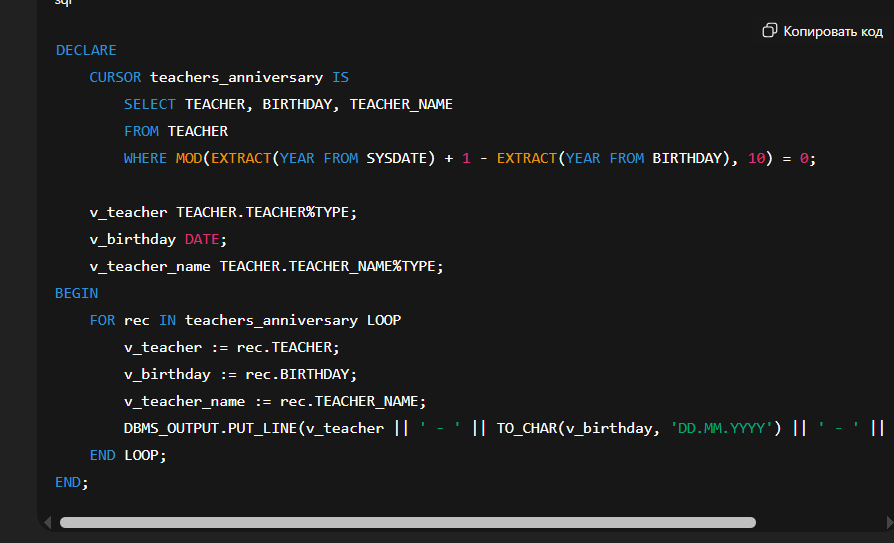 sql
Копировать код
DECLARE
    CURSOR teachers_anniversary IS
        SELECT TEACHER, BIRTHDAY, TEACHER_NAME
        FROM TEACHER
        WHERE MOD(EXTRACT(YEAR FROM SYSDATE) + 1 - EXTRACT(YEAR FROM BIRTHDAY), 10) = 0;
    v_teacher TEACHER.TEACHER%TYPE;
    v_birthday DATE;
    v_teacher_name TEACHER.TEACHER_NAME%TYPE;
BEGIN
    FOR rec IN teachers_anniversary LOOP
        v_teacher := rec.TEACHER;
        v_birthday := rec.BIRTHDAY;
        v_teacher_name := rec.TEACHER_NAME;
        DBMS_OUTPUT.PUT_LINE(v_teacher || ' - ' || TO_CHAR(v_birthday, 'DD.MM.YYYY') || ' - ' ||
    END LOOP;
END;